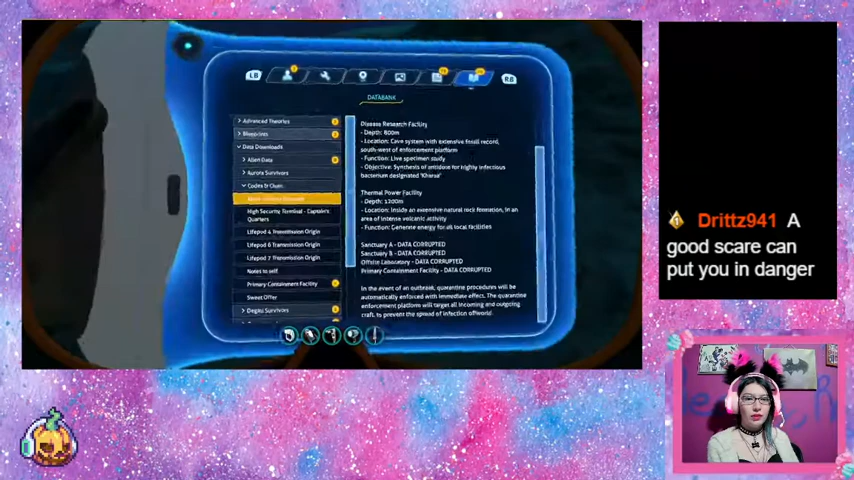 LB
RB
DATABANK
Advanced Theories
Blueprints
Data Downloads
Alien Data
Aurora Survivors
Codes & Clues
High Security Terminal - Captain's
Quarters
Lifepod 4 Transmission Origin
Lifepod 6 Transmission Origin
Lifepod 7 Transmission Origin
Notes to self
Primary Containment Facility
Sweet Offer
Degasi Survivors
Disease Research Facility
- Depth: 800m
- Location: Cave system with extensive fossil record,
south-west of enforcement platform
- Function: Live specimen study
- Objective: Synthesis of antidote for highly infectious
bacterium designated 'Kharaa'
Thermal Power Facility
- Depth: 1200m
- Location: Inside an extensive natural rock formation, in an
area of intense volcanic activity
- Function: Generate energy for all local facilities
Sanctuary A - DATA CORRUPTED
Sanctuary B - DATA CORRUPTED
Offsite Laboratory - DATA CORRUPTED
Primary Containment Facility - DATA CORRUPTED
In the event of an outbreak, quarantine procedures will be
automatically enforced with immediate effect. The quarantine
enforcement platform will target all incoming and outgoing
craft, to prevent the spread of infection offworld.
1 Drittz941 A
good scare can
put you in danger